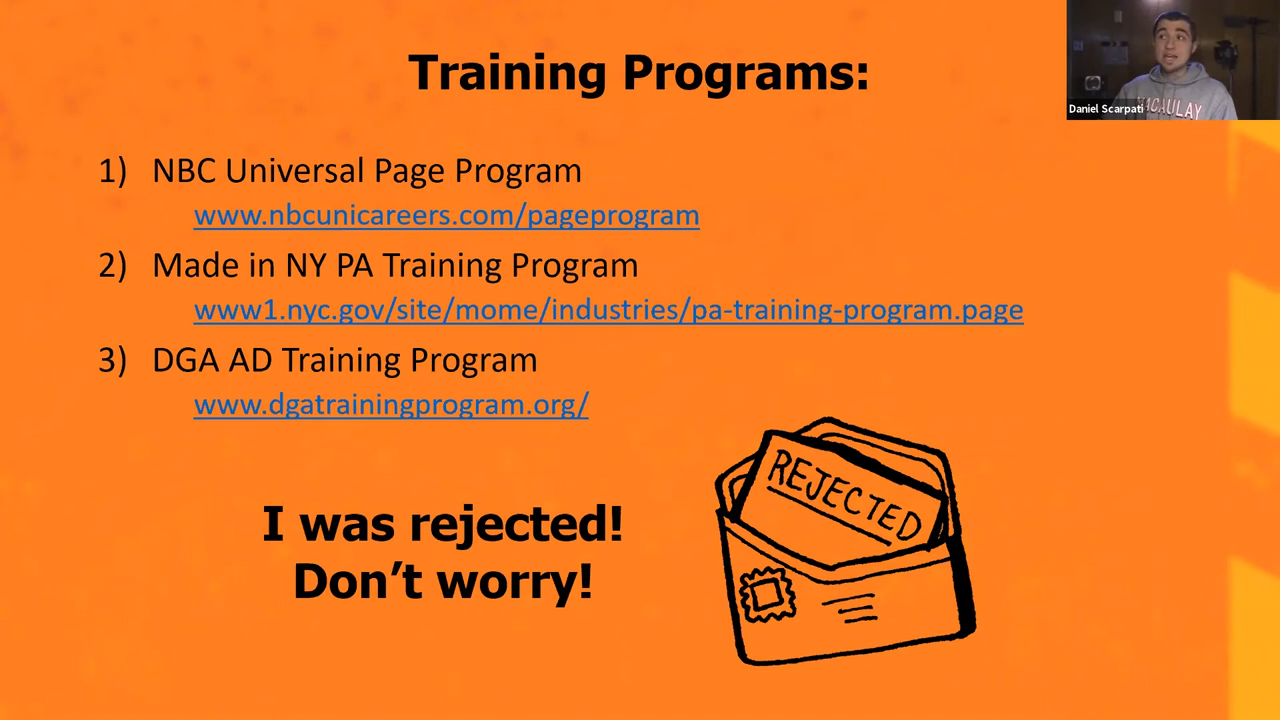 Training Programs:
Daniel Scarpati
MACAULAY
1) NBC Universal Page Program
www.nbcunicareers.com/pageprogram
2) Made in NY PA Training Program
www1.nyc.gov/site/mome/industries/pa-training-program.page
3) DGA AD Training Program
www.dgatrainingprogram.org/
REJECTED
I was rejected!
Don’t worry!